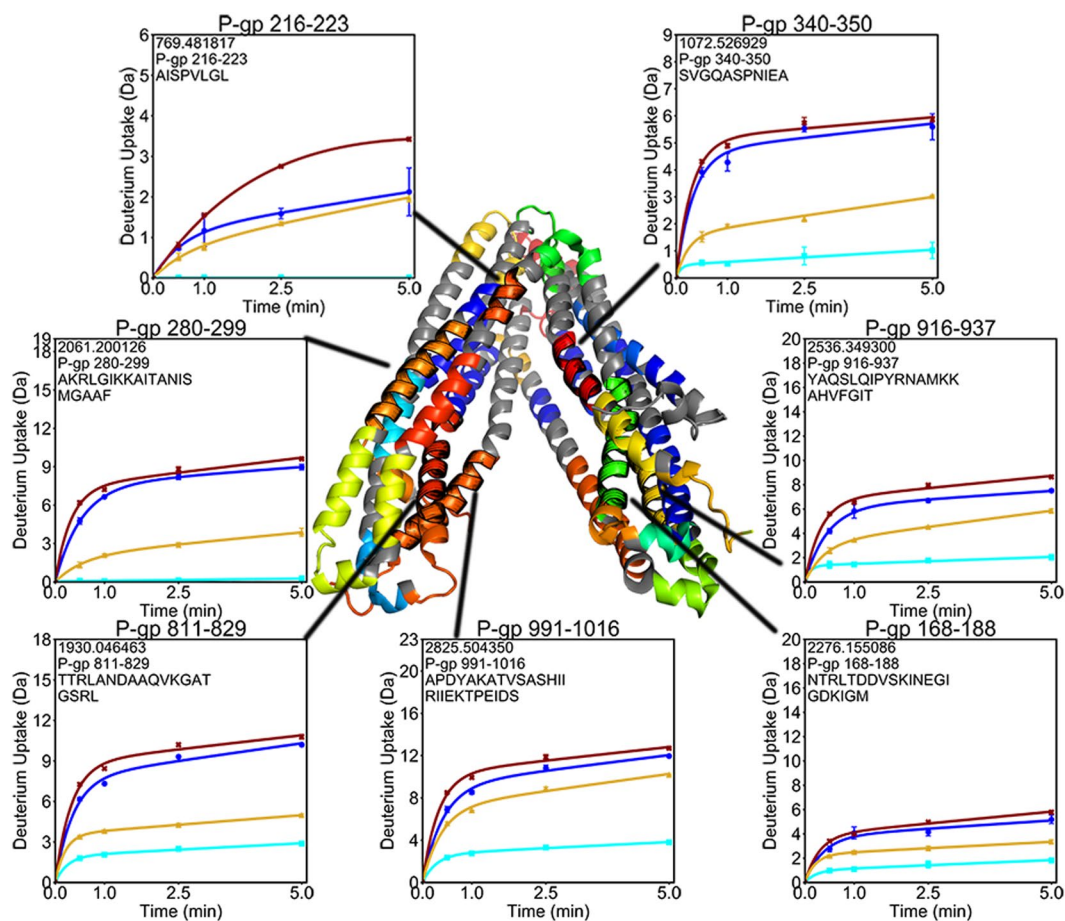 P-gp 216-223
Deuterium Uptake (Da)
6
5
4
3
2
1
0
769.481817
P-gp 216-223
AISPVLGL
0.0 1.0 2.5 5.0
Time (min)
P-gp 340-350
Deuterium Uptake (Da)
9
8
7
6
5
4
3
2
1
0
1072.526929
P-gp 340-350
SVGQASPNIEA
0.0 1.0 2.5 5.0
Time (min)
P-gp 280-299
Deuterium Uptake (Da)
19
18
15
12
9
6
3
0
2061.200126
P-gp 280-299
AKRLGIKKAITANIS
MGAAF
0.0 1.0 2.5 5.0
Time (min)
P-gp 916-937
Deuterium Uptake (Da)
20
18
16
14
12
10
8
6
4
2
0
2536.349300
P-gp 916-937
YAQSLQIPYRNAMKK
AHVFGIT
0.0 1.0 2.5 5.0
Time (min)
P-gp 811-829
Deuterium Uptake (Da)
18
15
12
9
6
3
0
1930.046463
P-gp 811-829
TTRLANDAAQVKGAT
GSRL
0.0 1.0 2.5 5.0
Time (min)
P-gp 991-1016
Deuterium Uptake (Da)
23
20
16
12
8
4
0
2825.504350
P-gp 991-1016
APDYAKATVSASHII
RIIEKTPEIDS
0.0 1.0 2.5 5.0
Time (min)
P-gp 168-188
Deuterium Uptake (Da)
20
18
16
14
12
10
8
6
4
2
0
2276.155086
P-gp 168-188
NTRLTDDVSKINEGI
GDKIGM
0.0 1.0 2.5 5.0
Time (min)